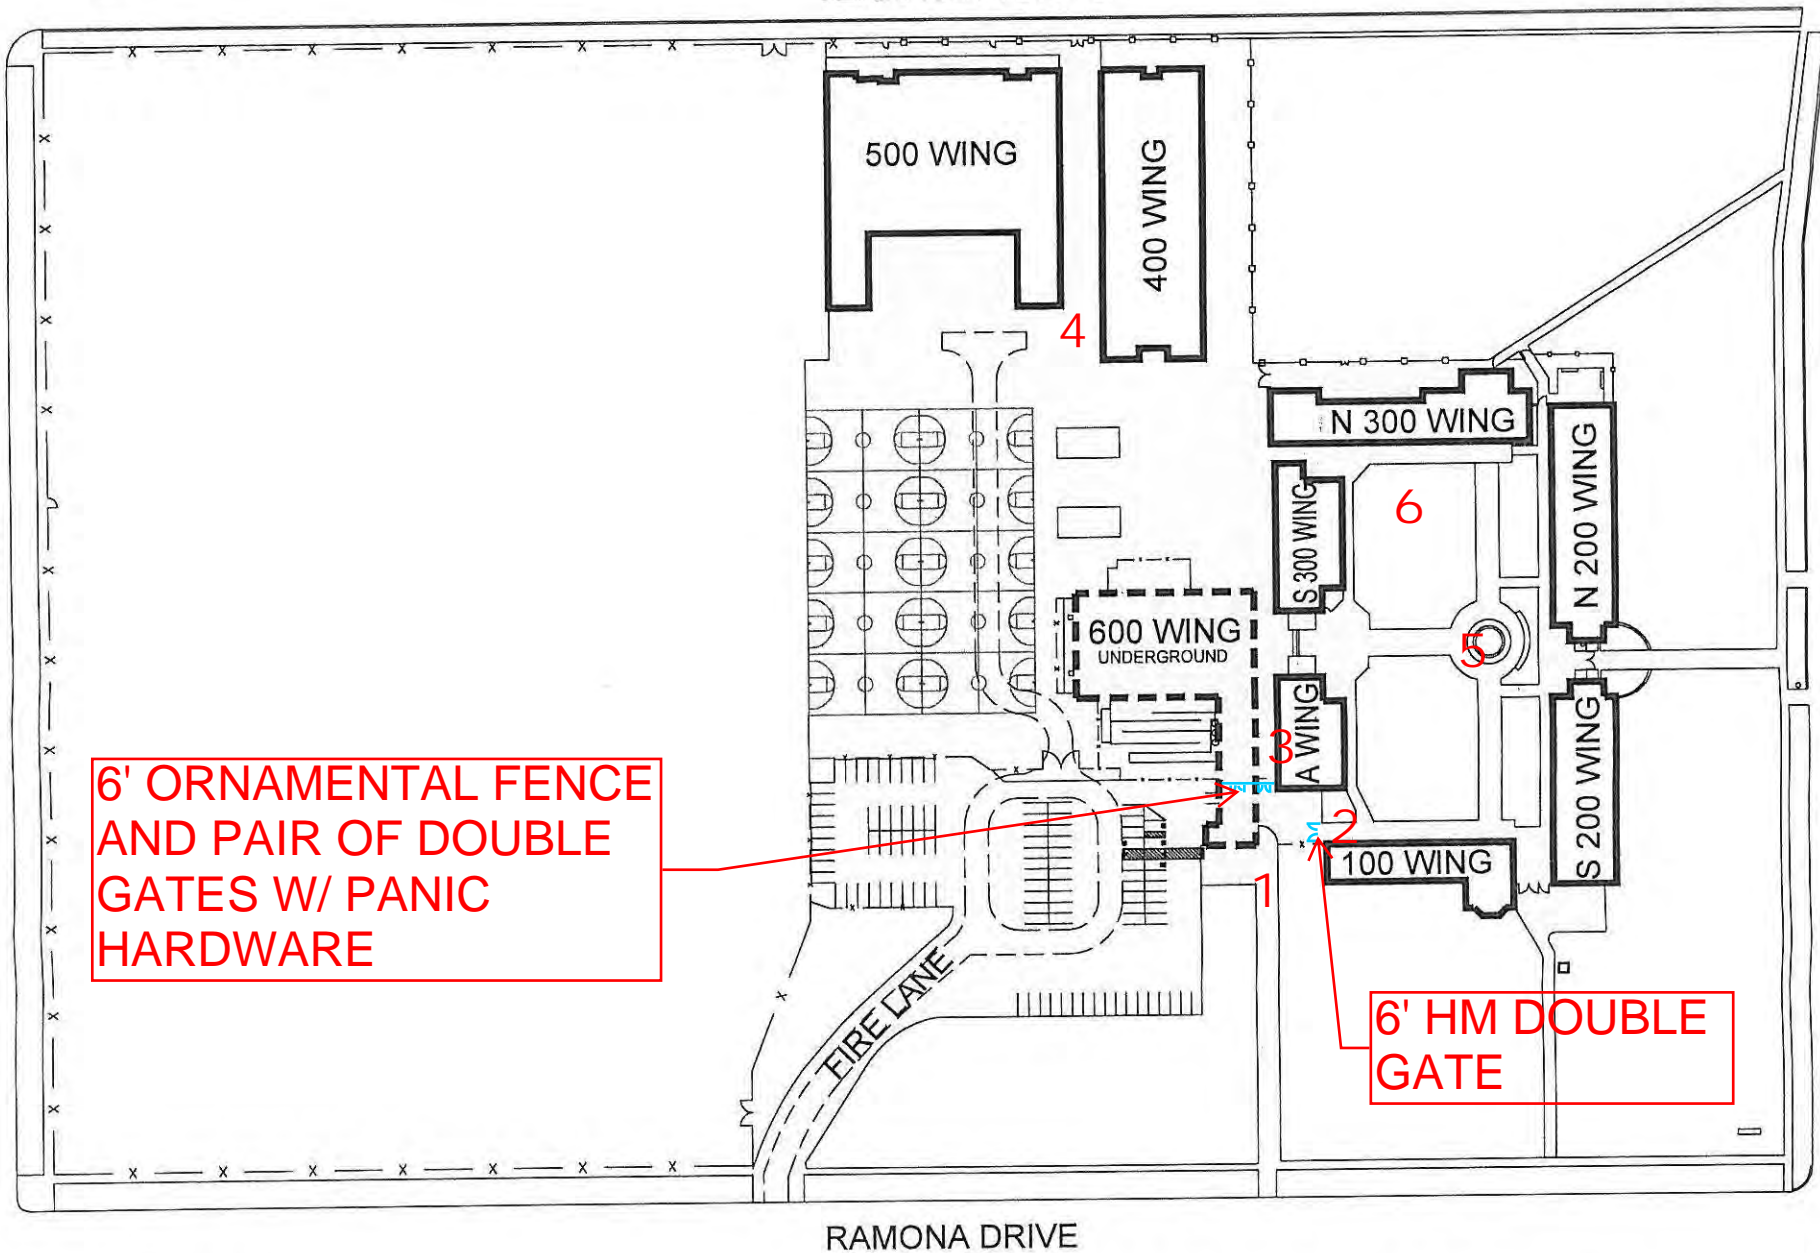 500 WING
400 WING
4
N 300 WING
S 300 WING
6
N 200 WING
600 WING
UNDERGROUND
5
3
A WING
6' ORNAMENTAL FENCE
AND PAIR OF DOUBLE
GATES W/ PANIC
HARDWARE
2
100 WING
S 200 WING
1
FIRE LANE
6' HM DOUBLE
GATE
RAMONA DRIVE